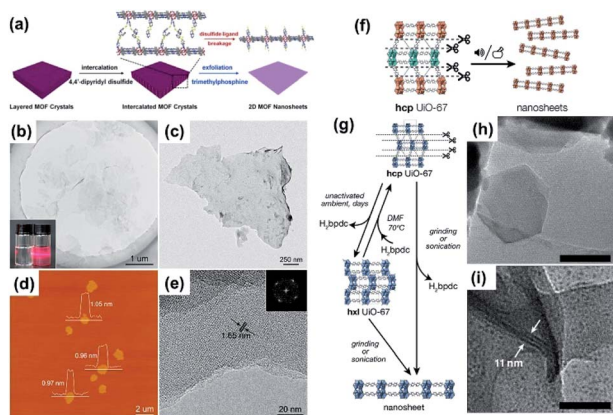 (a)
disulfide-ligand
breakage
intercalation
4,4'-dipyridyl disulfide
exfoliation
trimethylphosphine
Layered MOF Crystals
Intercalated MOF Crystals
2D MOF Nanosheets
(b)
1 um
(c)
250 nm
(d)
1.05 nm
0.96 nm
0.97 nm
2 um
(e)
1.65 nm
20 nm
(f)
hcp UiO-67
nanosheets
(g)
hcp UiO-67
unactivated
ambient, days
H₂bpdc
DMF
70°C
H₂bpdc
grinding
or
sonication
H₂bpdc
hxl UiO-67
grinding
or sonication
nanosheet
(h)
(i)
11 nm